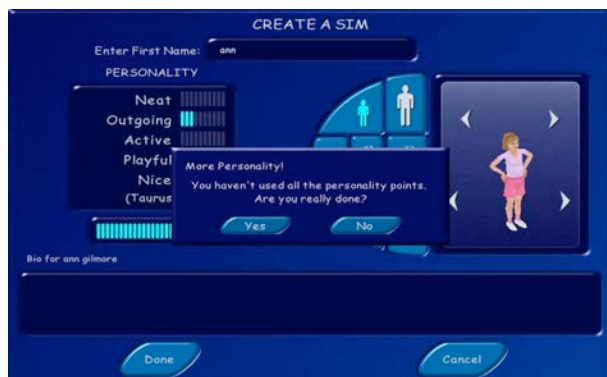 CREATE A SIM
Enter First Name: ann
PERSONALITY
Neat
Outgoing
Active
Playful
Nice
(Taurus
More Personality!
You haven't used all the personality points.
Are you really done?
Yes No
Bio for ann gilmore
Done Cancel